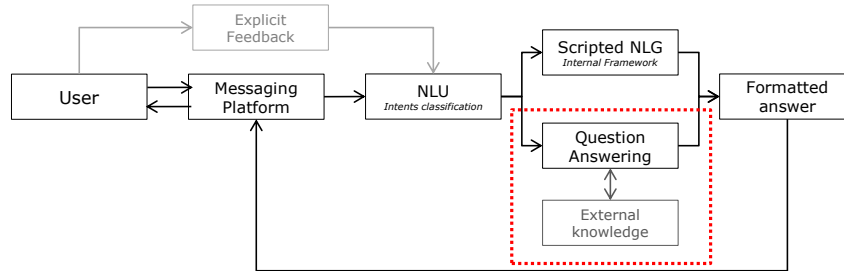 Explicit
Feedback
User
Messaging
Platform
NLU
Intents classification
Scripted NLG
Internal Framework
Question
Answering
External
knowledge
Formatted
answer